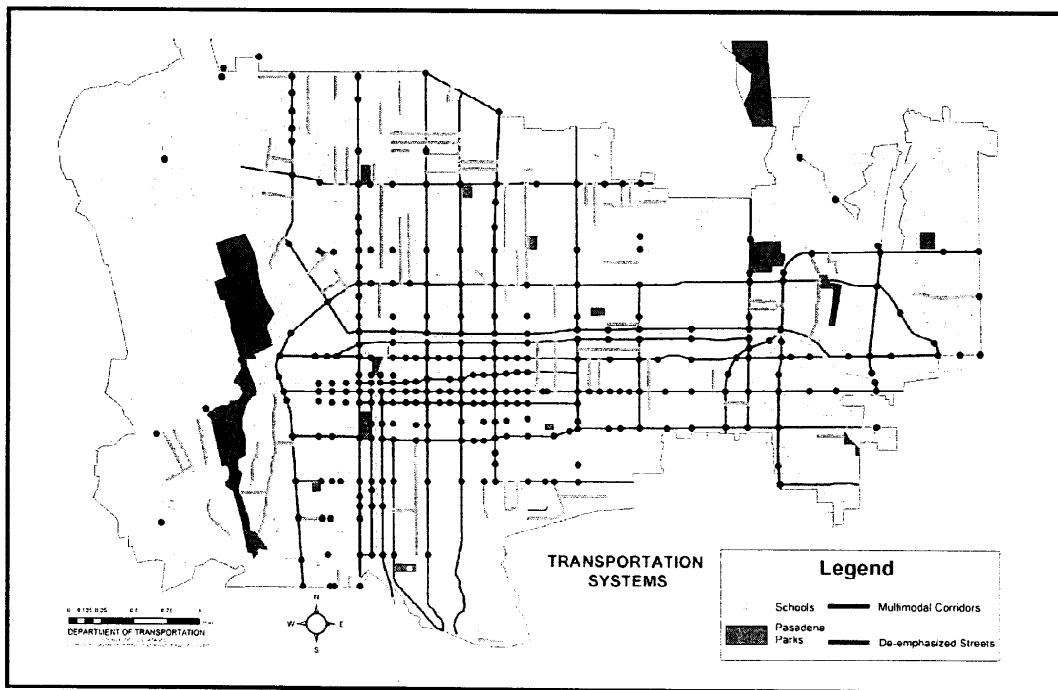 TRANSPORTATION
SYSTEMS
Legend
Schools
Multimodal Corridors
Pasadena
Parks
De-emphasized Streets
N
W
E
S
DEPARTMENT OF TRANSPORTATION